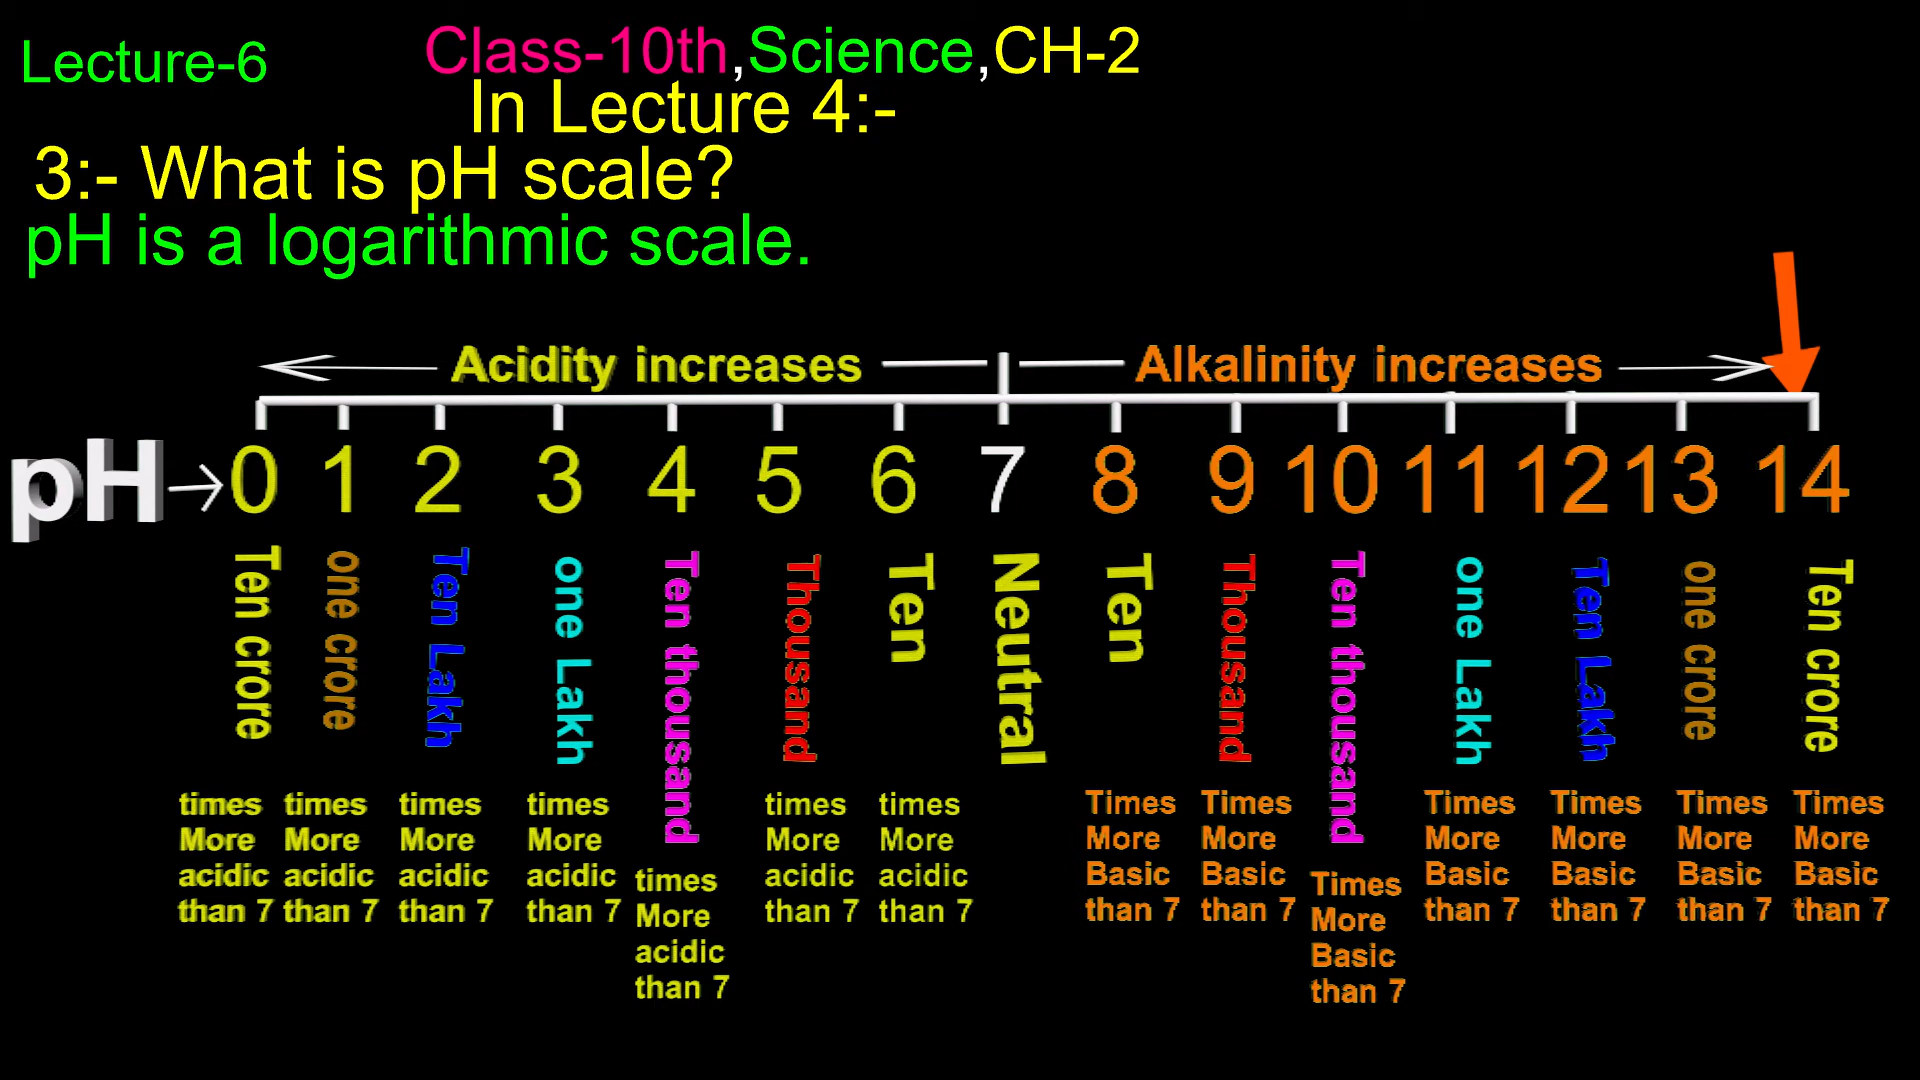 Lecture-6
Class-10th,Science,CH-2
In Lecture 4:-
3:- What is pH scale?
pH is a logarithmic scale.
Acidity increases
Alkalinity increases
pH 0 1 2 3 4 5 6 7 8 9 10 11 12 13 14
Ten crore
times
More
acidic
than 7
one crore
times
More
acidic
than 7
Ten Lakh
times
More
acidic
than 7
one Lakh
times
More
acidic
than 7
Ten thousand
times
More
acidic
than 7
Thousand
times
More
acidic
than 7
Ten
times
More
acidic
than 7
Neutral
Ten
Times
More
Basic
than 7
Thousand
Times
More
Basic
than 7
Ten thousand
Times
More
Basic
than 7
one Lakh
Times
More
Basic
than 7
Ten Lakh
Times
More
Basic
than 7
one crore
Times
More
Basic
than 7
Ten crore
Times
More
Basic
than 7